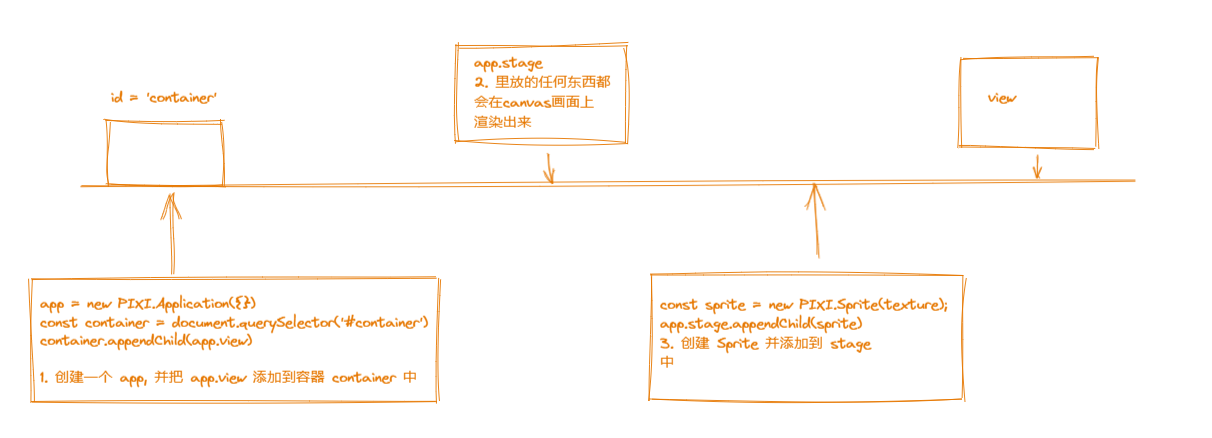 id = 'container'
app.stage
2. 里放的任何东西都
会在canvas画面上
渲染出来
view
app = new PIXI.Application({})
const container = document.querySelector('#container')
container.appendChild(app.view)
1. 创建一个 app, 并把 app.view 添加到容器 container 中
const sprite = new PIXI.Sprite(texture);
app.stage.appendChild(sprite)
3. 创建 Sprite 并添加到 stage
中